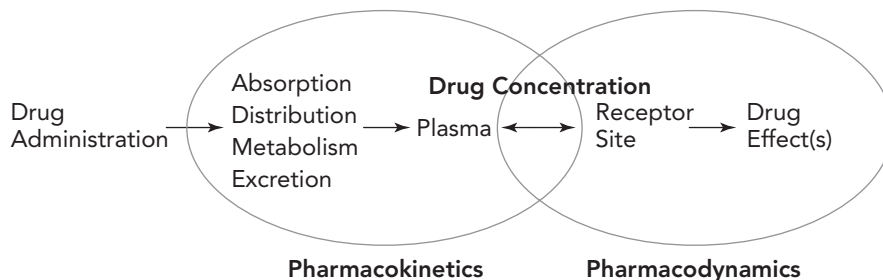 Drug
Administration
Absorption
Distribution
Metabolism
Excretion
Drug Concentration
Plasma
Receptor
Site
Drug
Effect(s)
Pharmacokinetics
Pharmacodynamics